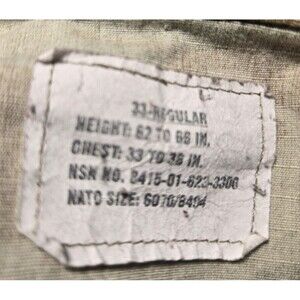 33-REGULAR
HEIGHT: 62 TO 66 IN.
CHEST: 33 TO 36 IN.
NSN NO. 8415-01-623-3300
NATO SIZE: 6070/8494